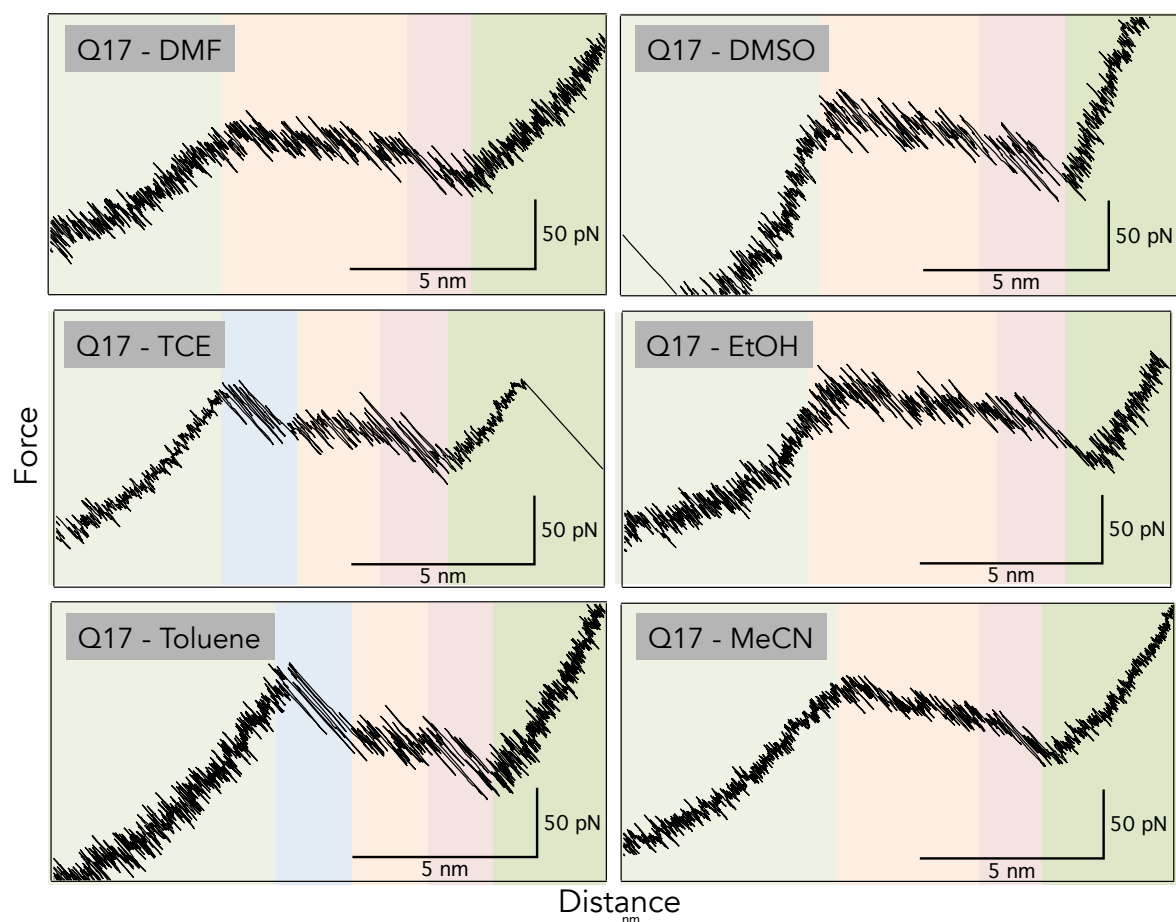 Q17 - DMF
50 pN
5 nm
Q17 - DMSO
50 pN
5 nm
Q17 - TCE
50 pN
5 nm
Q17 - EtOH
50 pN
5 nm
Force
Q17 - Toluene
50 pN
5 nm
Q17 - MeCN
50 pN
5 nm
Distance
nm